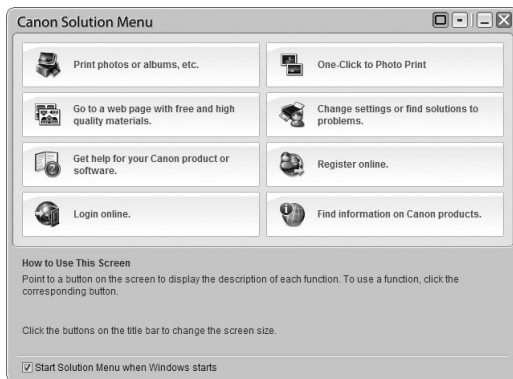 Canon Solution Menu
Print photos or albums, etc.
One-Click to Photo Print
Go to a web page with free and high
quality materials.
Change settings or find solutions to
problems.
Get help for your Canon product or
software.
Register online.
Login online.
Find information on Canon products.
How to Use This Screen
Point to a button on the screen to display the description of each function. To use a function, click the
corresponding button.
Click the buttons on the title bar to change the screen size.
Start Solution Menu when Windows starts